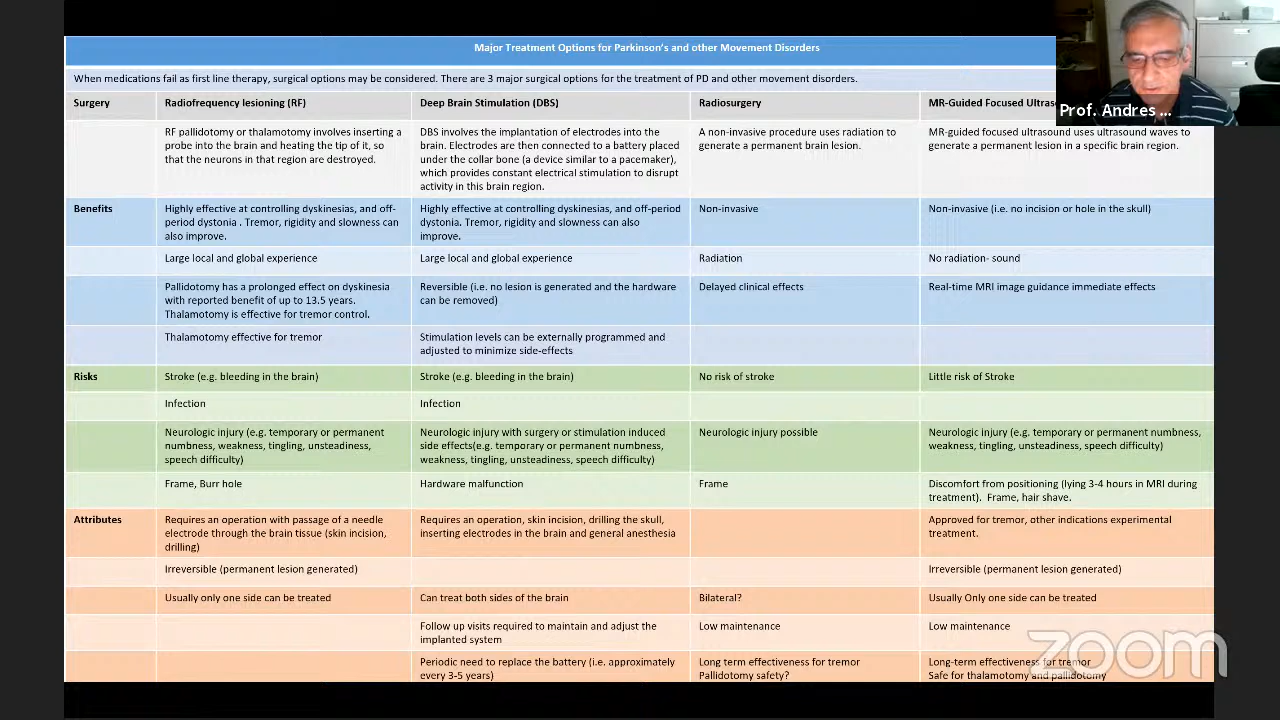 Major Treatment Options for Parkinson's and other Movement Disorders
When medications fail as first line therapy, surgical options may be considered. There are 3 major surgical options for the treatment of PD and other movement disorders.
Surgery
Radiofrequency lesioning (RF)
Deep Brain Stimulation (DBS)
Radiosurgery
MR-Guided Focused
Prof. Andres ...
RF pallidotomy or thalamotomy involves inserting a
probe into the brain and heating the tip of it, so
that the neurons in that region are destroyed.
DBS involves the implantation of electrodes into the
brain. Electrodes are then connected to a battery placed
under the collar bone (a device similar to a pacemaker),
which provides constant electrical stimulation to disrupt
activity in this brain region.
A non-invasive procedure uses radiation to
generate a permanent brain lesion.
MR-guided focused ultrasound uses ultrasound waves to
generate a permanent lesion in a specific brain region.
Benefits
Highly effective at controlling dyskinesias, and off-
period dystonia . Tremor, rigidity and slowness can
also improve.
Highly effective at controlling dyskinesias, and off-period
dystonia. Tremor, rigidity and slowness can also
improve.
Non-invasive
Non-invasive (i.e. no incision or hole in the skull)
Large local and global experience
Large local and global experience
Radiation
No radiation- sound
Pallidotomy has a prolonged effect on dyskinesia
with reported benefit of up to 13.5 years.
Thalamotomy is effective for tremor control.
Reversible (i.e. no lesion is generated and the hardware
can be removed)
Delayed clinical effects
Real-time MRI image guidance immediate effects
Thalamotomy effective for tremor
Stimulation levels can be externally programmed and
adjusted to minimize side-effects
Risks
Stroke (e.g. bleeding in the brain)
Stroke (e.g. bleeding in the brain)
No risk of stroke
Little risk of Stroke
Infection
Infection
Neurologic injury (e.g. temporary or permanent
numbness, weakness, tingling, unsteadiness,
speech difficulty)
Neurologic injury with surgery or stimulation induced
side effects(e.g. temporary or permanent numbness,
weakness, tingling, unsteadiness, speech difficulty)
Neurologic injury possible
Neurologic injury (e.g. temporary or permanent numbness,
weakness, tingling, unsteadiness, speech difficulty)
Frame, Burr hole
Hardware malfunction
Frame
Discomfort from positioning (lying 3-4 hours in MRI during
treatment). Frame, hair shave.
Attributes
Requires an operation with passage of a needle
electrode through the brain tissue (skin incision,
drilling)
Requires an operation, skin incision, drilling the skull,
inserting electrodes in the brain and general anesthesia
Approved for tremor, other indications experimental
treatment.
Irreversible (permanent lesion generated)
Irreversible (permanent lesion generated)
Usually only one side can be treated
Can treat both sides of the brain
Bilateral?
Usually Only one side can be treated
Follow up visits required to maintain and adjust the
implanted system
Low maintenance
Low maintenance
Periodic need to replace the battery (i.e. approximately
every 3-5 years)
Long term effectiveness for tremor
Pallidotomy safety?
Long-term effectiveness for tremor
Safe for thalamotomy and pallidotomy
zoom